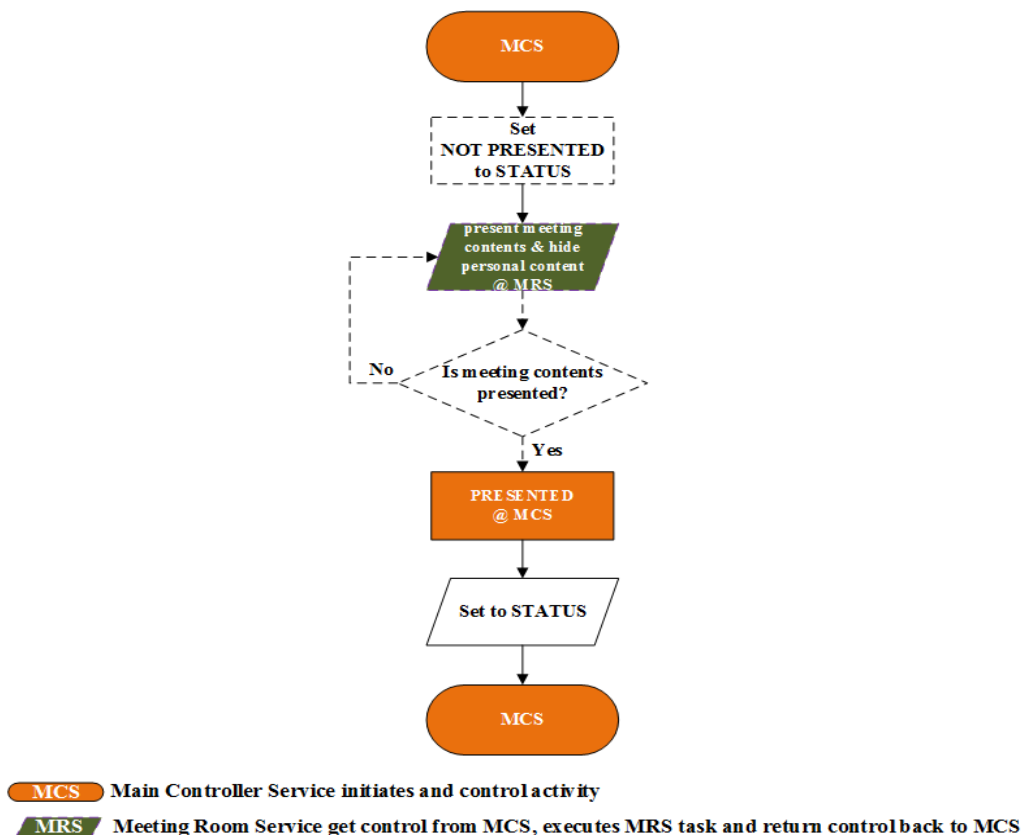 MCS
Set
NOT PRESENTED
to STATUS
present meeting
contents & hide
personal content
@ MRS
No
Is meeting contents
presented?
Yes
PRESENTED
@ MCS
Set to STATUS
MCS
MCS Main Controller Service initiates and control activity
MRS Meeting Room Service get control from MCS, executes MRS task and return control back to MCS